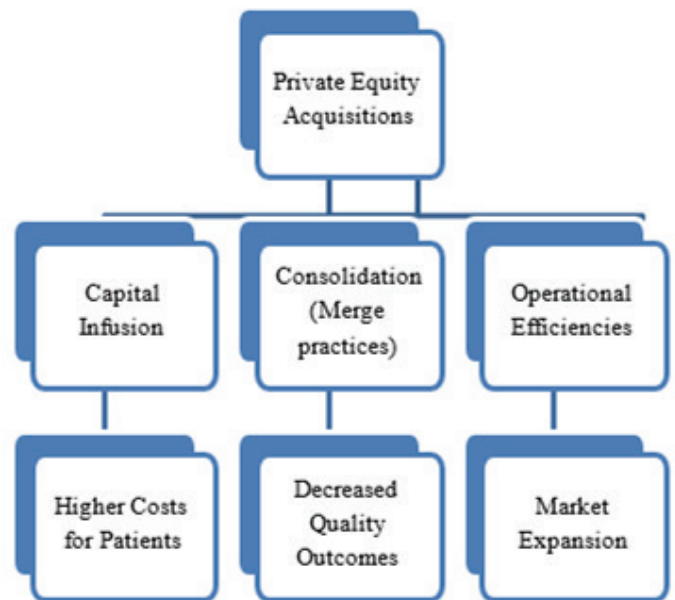 Private Equity
Acquisitions
Capital
Infusion
Consolidation
(Merge
practices)
Operational
Efficiencies
Higher Costs
for Patients
Decreased
Quality
Outcomes
Market
Expansion